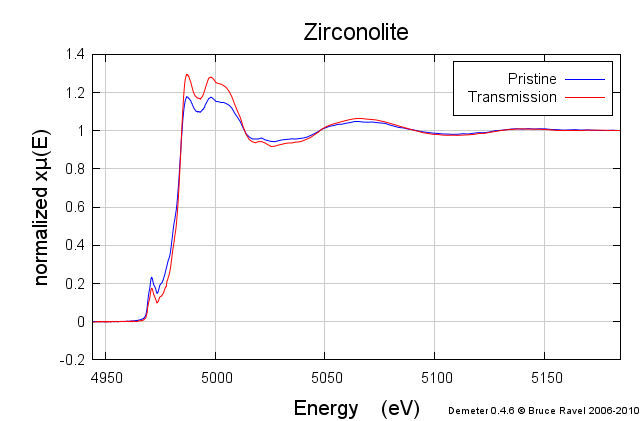 Zirconolite
1.4
1.2
1
0.8
0.6
0.4
0.2
0
-0.2
normalized xµ(E)
Pristine
Transmission
4950
5000
5050
5100
5150
Energy (eV)
Demeter 0.4.6 © Bruce Ravel 2006-2010